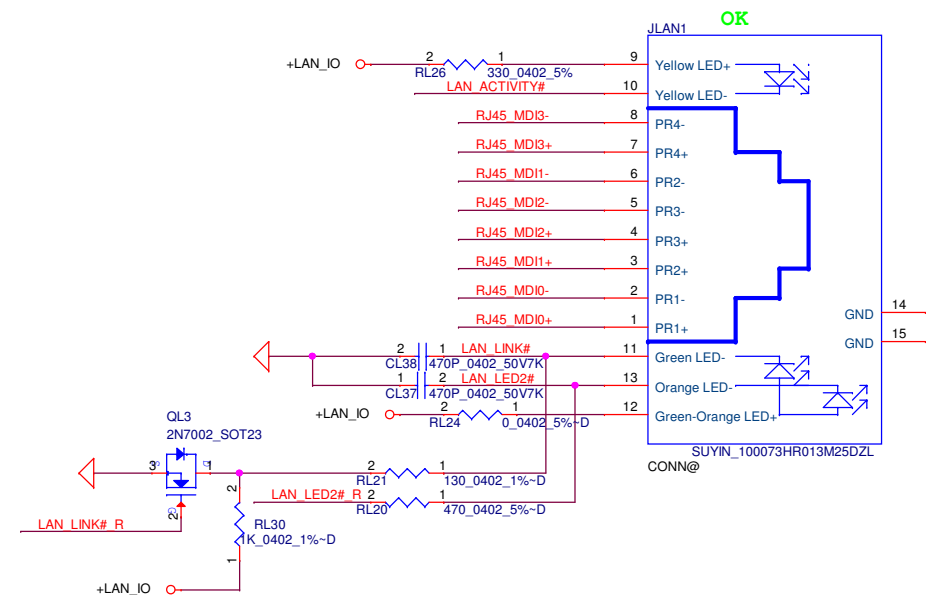 OK
JLAN1
+LAN_IO
2
1
9
Yellow LED+
RL26
330_0402_5%
LAN_ACTIVITY#
10
Yellow LED-
RJ45_MDI3-
8
PR4-
RJ45_MDI3+
7
PR4+
RJ45_MDI1-
6
PR2-
RJ45_MDI2-
5
PR3-
RJ45_MDI2+
4
PR3+
RJ45_MDI1+
3
PR2+
RJ45_MDI0-
2
PR1-
RJ45_MDI0+
1
PR1+
GND
14
GND
15
2
1
LAN_LINK#
11
Green LED-
CL38
470P_0402_50V7K
1
2
LAN_LED2#
13
Orange LED-
CL37
470P_0402_50V7K
+LAN_IO
2
1
12
Green-Orange LED+
RL24
0_0402_5%~D
SUYIN_100073HR013M25DZL
CONN@
QL3
2N7002_SOT23
3
1
2
1
RL21
130_0402_1%~D
2
LAN_LED2#_R
2
1
RL20
470_0402_5%~D
LAN_LINK#_R
2
RL30
1K_0402_1%~D
1
+LAN_IO